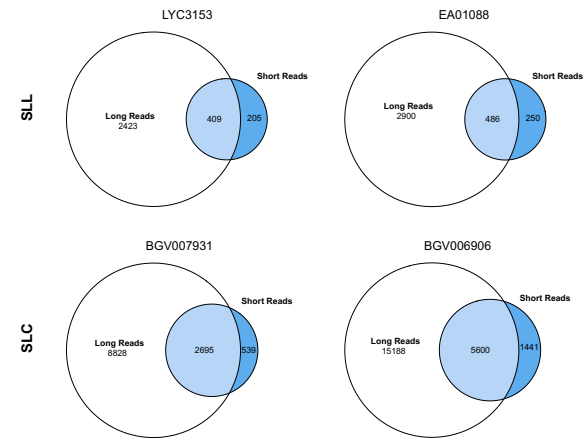 LYC3153
EA01088
SLL
Short Reads
Short Reads
Long Reads
2423
409
205
Long Reads
2900
486
250
BGV007931
BGV006906
SLC
Short Reads
Short Reads
Long Reads
8828
2695
539
Long Reads
15188
5600
1441